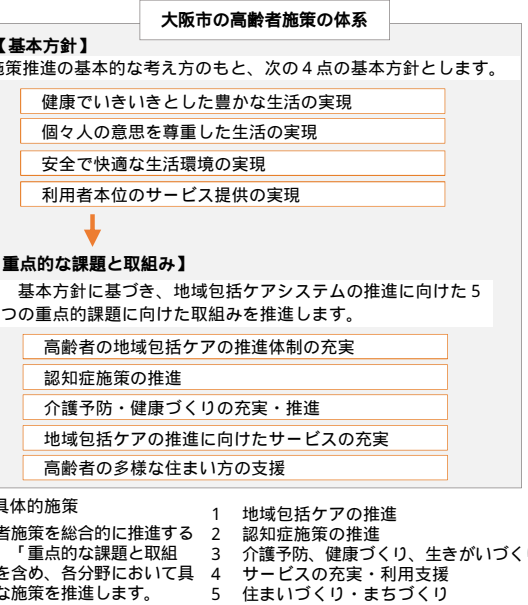 大阪市の高齢者施策の体系
【基本方針】
施策推進の基本的な考え方のもと、次の４点の基本方針とします。
健康でいきいきとした豊かな生活の実現
個々人の意思を尊重した生活の実現
安全で快適な生活環境の実現
利用者本位のサービス提供の実現
重点的な課題と取組み】
基本方針に基づき、地域包括ケアシステムの推進に向けた５
つの重点的課題に向けた取組みを推進します。
高齢者の地域包括ケアの推進体制の充実
認知症施策の推進
介護予防・健康づくりの充実・推進
地域包括ケアの推進に向けたサービスの充実
高齢者の多様な住まい方の支援
具体的施策
者施策を総合的に推進する
「重点的な課題と取組
を含め、各分野において具
な施策を推進します。
1 地域包括ケアの推進
2 認知症施策の推進
3 介護予防、健康づくり、生きがいづくり
4 サービスの充実・利用支援
5 住まいづくり・まちづくり